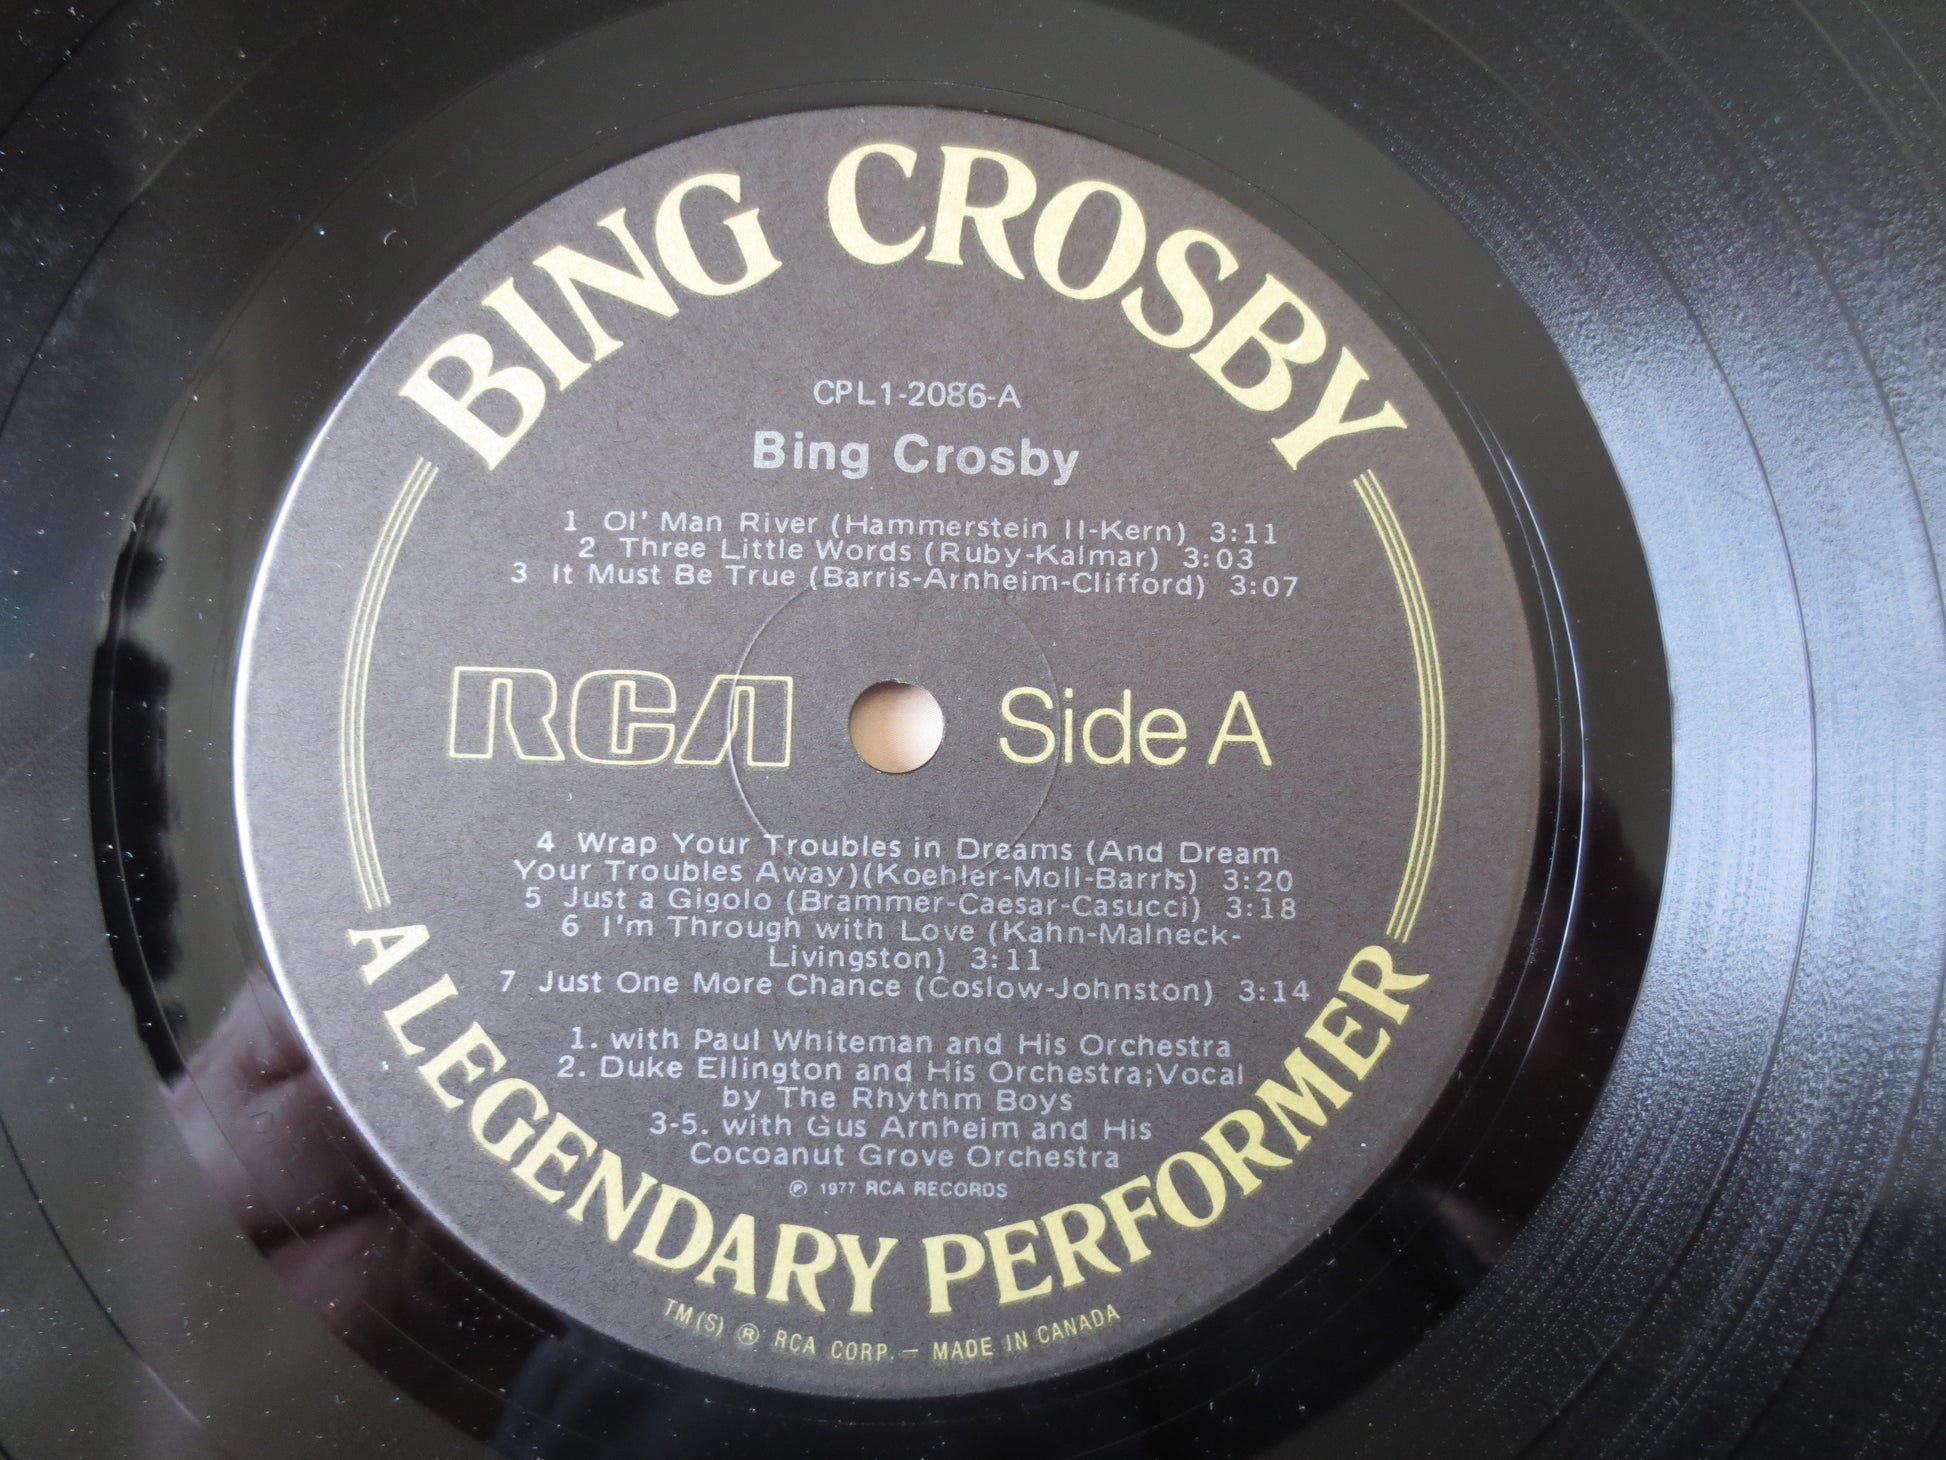 BING CROSBY
CPL1-2086-A
Bing Crosby
1 Ol' Man River (Hammerstein II-Kern) 3:11
2 Three Little Words (Ruby-Kalmar) 3:03
3 It Must Be True (Barris-Arnheim-Clifford) 3:07
RCA Side A
4 Wrap Your Troubles in Dreams (And Dream
Your Troubles Away)(Koehler-Moll-Barris) 3:20
5 Just a Gigolo (Brammer-Caesar-Casucci) 3:18
6 I'm Through with Love (Kahn-Malneck-
Livingston) 3:11
7 Just One More Chance (Coslow-Johnston) 3:14
1. with Paul Whiteman and His Orchestra
2. Duke Ellington and His Orchestra;Vocal
by The Rhythm Boys
3-5. with Gus Arnheim and His
Cocoanut Grove Orchestra
℗ 1977 RCA RECORDS
A LEGENDARY PERFORMER
TM(S) ® RCA CORP. — MADE IN CANADA